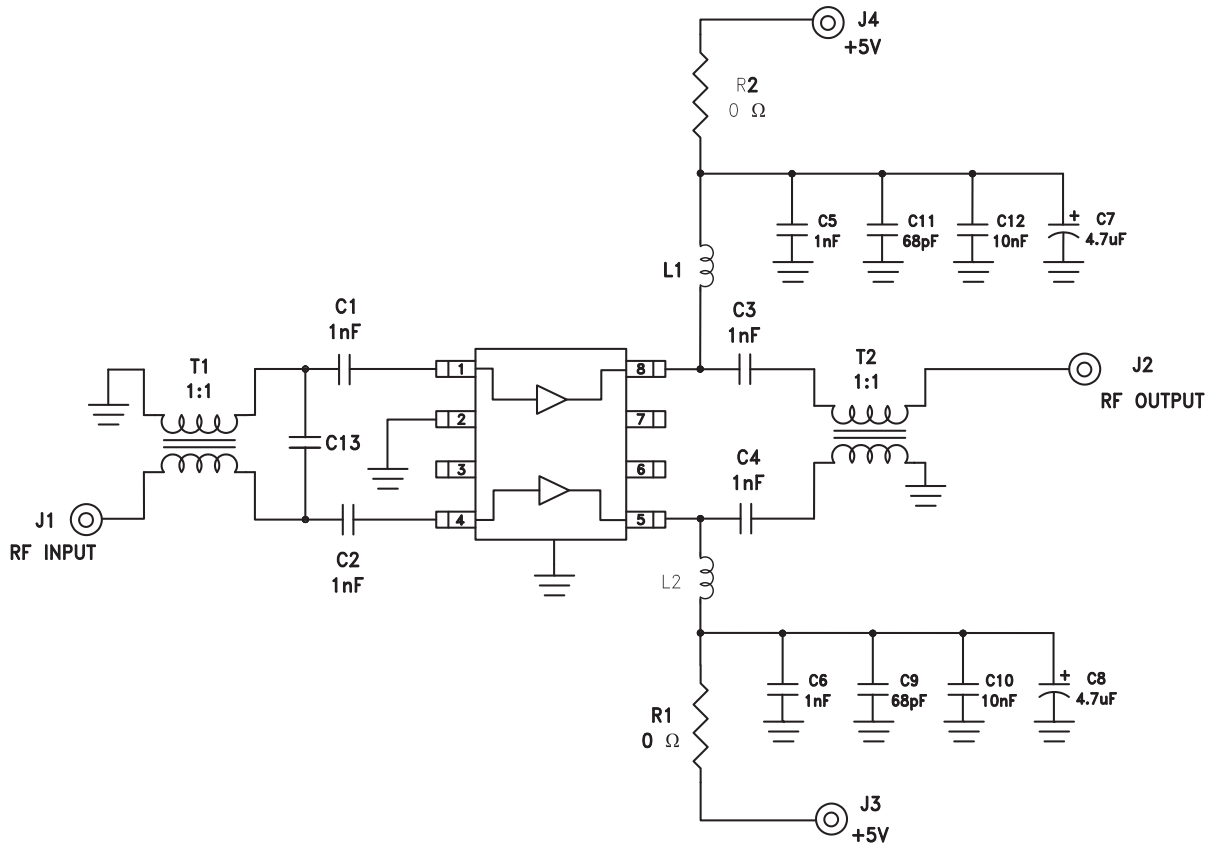 J4
+5V
R2
0 Ω
C5
1nF
C11
68pF
C12
10nF
+
C7
4.7uF
L1
C1
1nF
C3
1nF
T1
1:1
T2
1:1
J2
RF OUTPUT
1
2
3
4
8
7
6
5
C13
C4
1nF
J1
RF INPUT
C2
1nF
L2
C6
1nF
C9
68pF
C10
10nF
+
C8
4.7uF
R1
0 Ω
J3
+5V